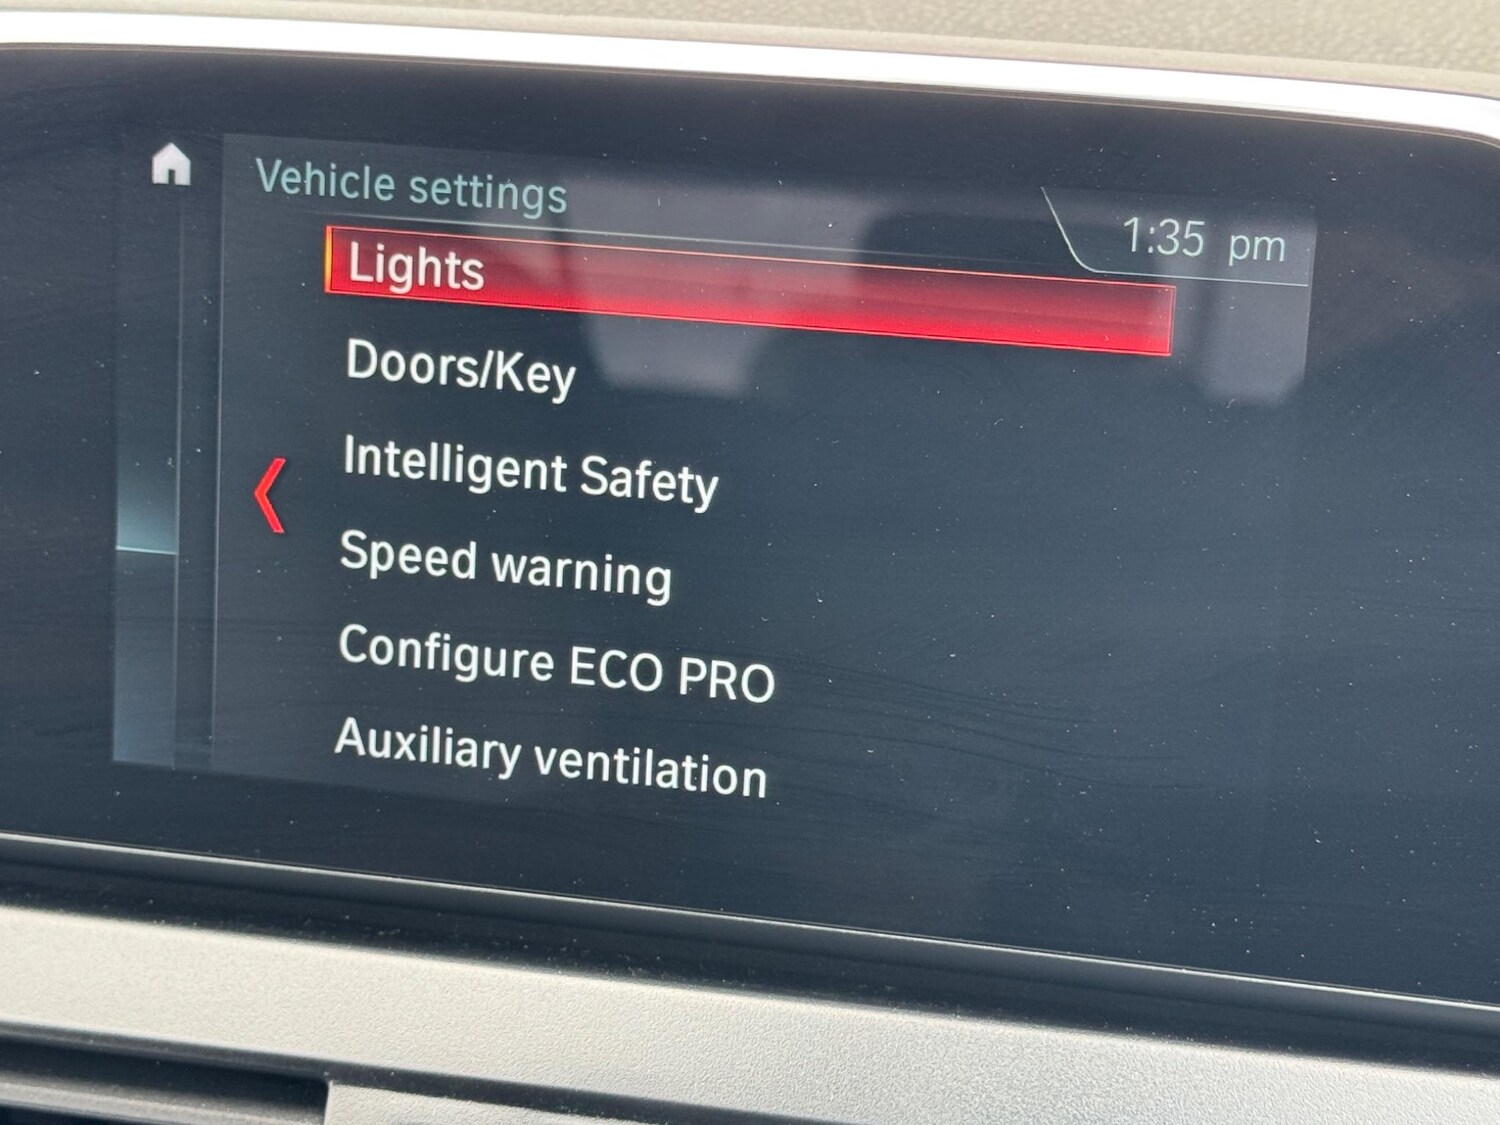 Vehicle settings
1:35 pm
Lights
Doors/Key
Intelligent Safety
Speed warning
Configure ECO PRO
Auxiliary ventilation